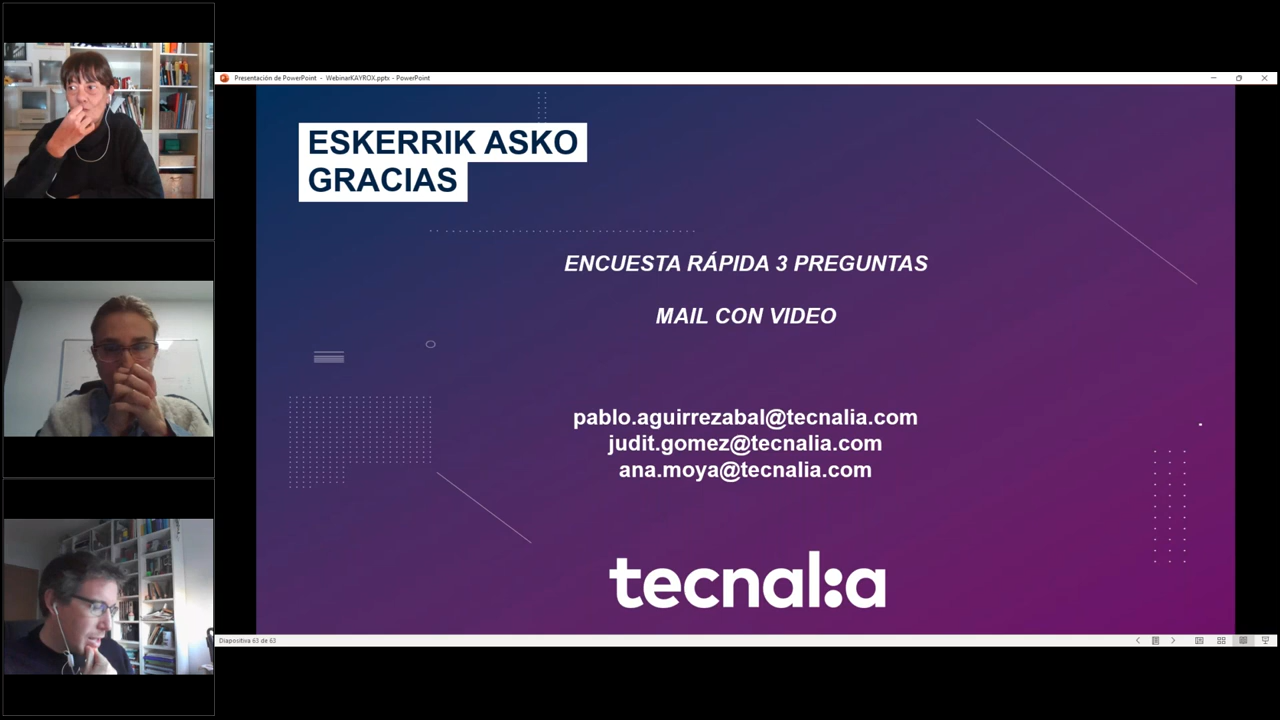 Presentación de PowerPoint - WebinarKAYROX.pptx - PowerPoint
ESKERRIK ASKO
GRACIAS
ENCUESTA RÁPIDA 3 PREGUNTAS
MAIL CON VIDEO
pablo.aguirrezabal@tecnalia.com
judit.gomez@tecnalia.com
ana.moya@tecnalia.com
tecnalia
Diapositiva 63 de 63